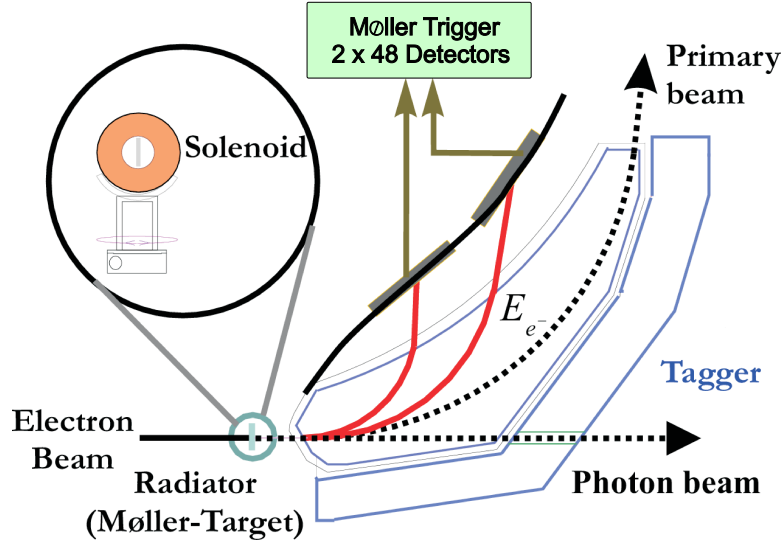 Møller Trigger
2 x 48 Detectors
Primary
beam
Solenoid
E e⁻
Tagger
Electron
Beam
Radiator
(Møller-Target)
Photon beam